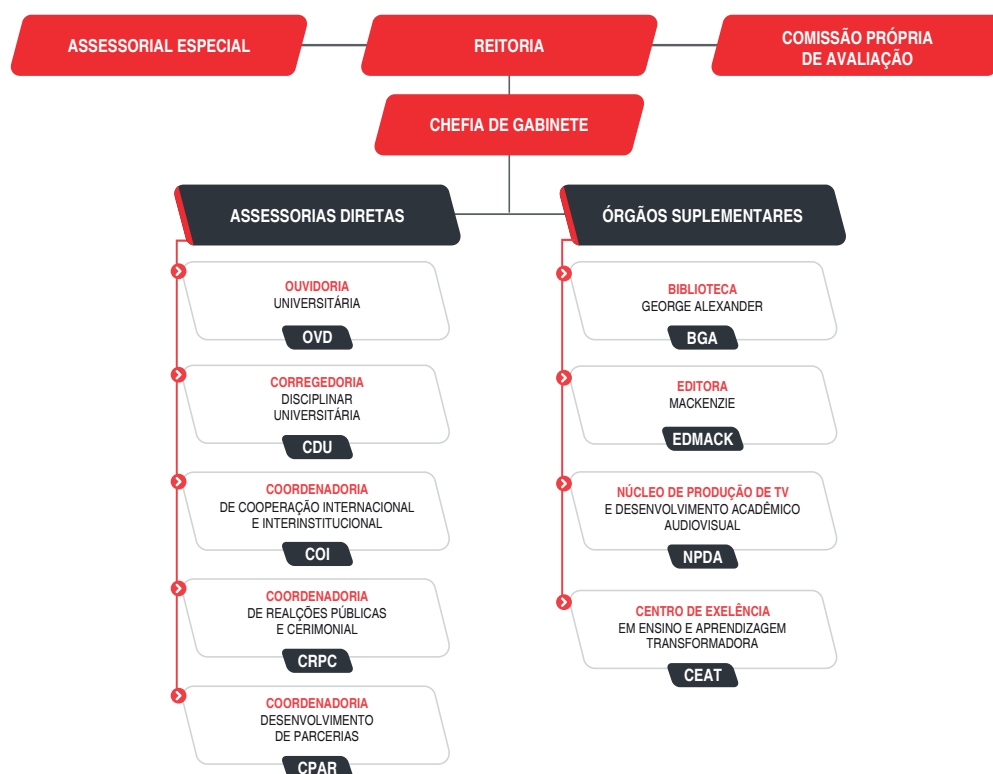 ASSESSORIAL ESPECIAL
REITORIA
COMISSÃO PRÓPRIA
DE AVALIAÇÃO
CHEFIA DE GABINETE
ASSESSORIAS DIRETAS
OUVIDORIA
UNIVERSITÁRIA
OVD
CORREGEDORIA
DISCIPLINAR
UNIVERSITÁRIA
CDU
COORDENADORIA
DE COOPERAÇÃO INTERNACIONAL
E INTERINSTITUCIONAL
COI
COORDENADORIA
DE REALÇÕES PÚBLICAS
E CERIMONIAL
CRPC
COORDENADORIA
DESENVOLVIMENTO
DE PARCERIAS
CPAR
ÓRGÃOS SUPLEMENTARES
BIBLIOTECA
GEORGE ALEXANDER
BGA
EDITORA
MACKENZIE
EDMACK
NÚCLEO DE PRODUÇÃO DE TV
E DESENVOLVIMENTO ACADÊMICO
AUDIOVISUAL
NPDA
CENTRO DE EXELÊNCIA
EM ENSINO E APRENDIZAGEM
TRANSFORMADORA
CEAT